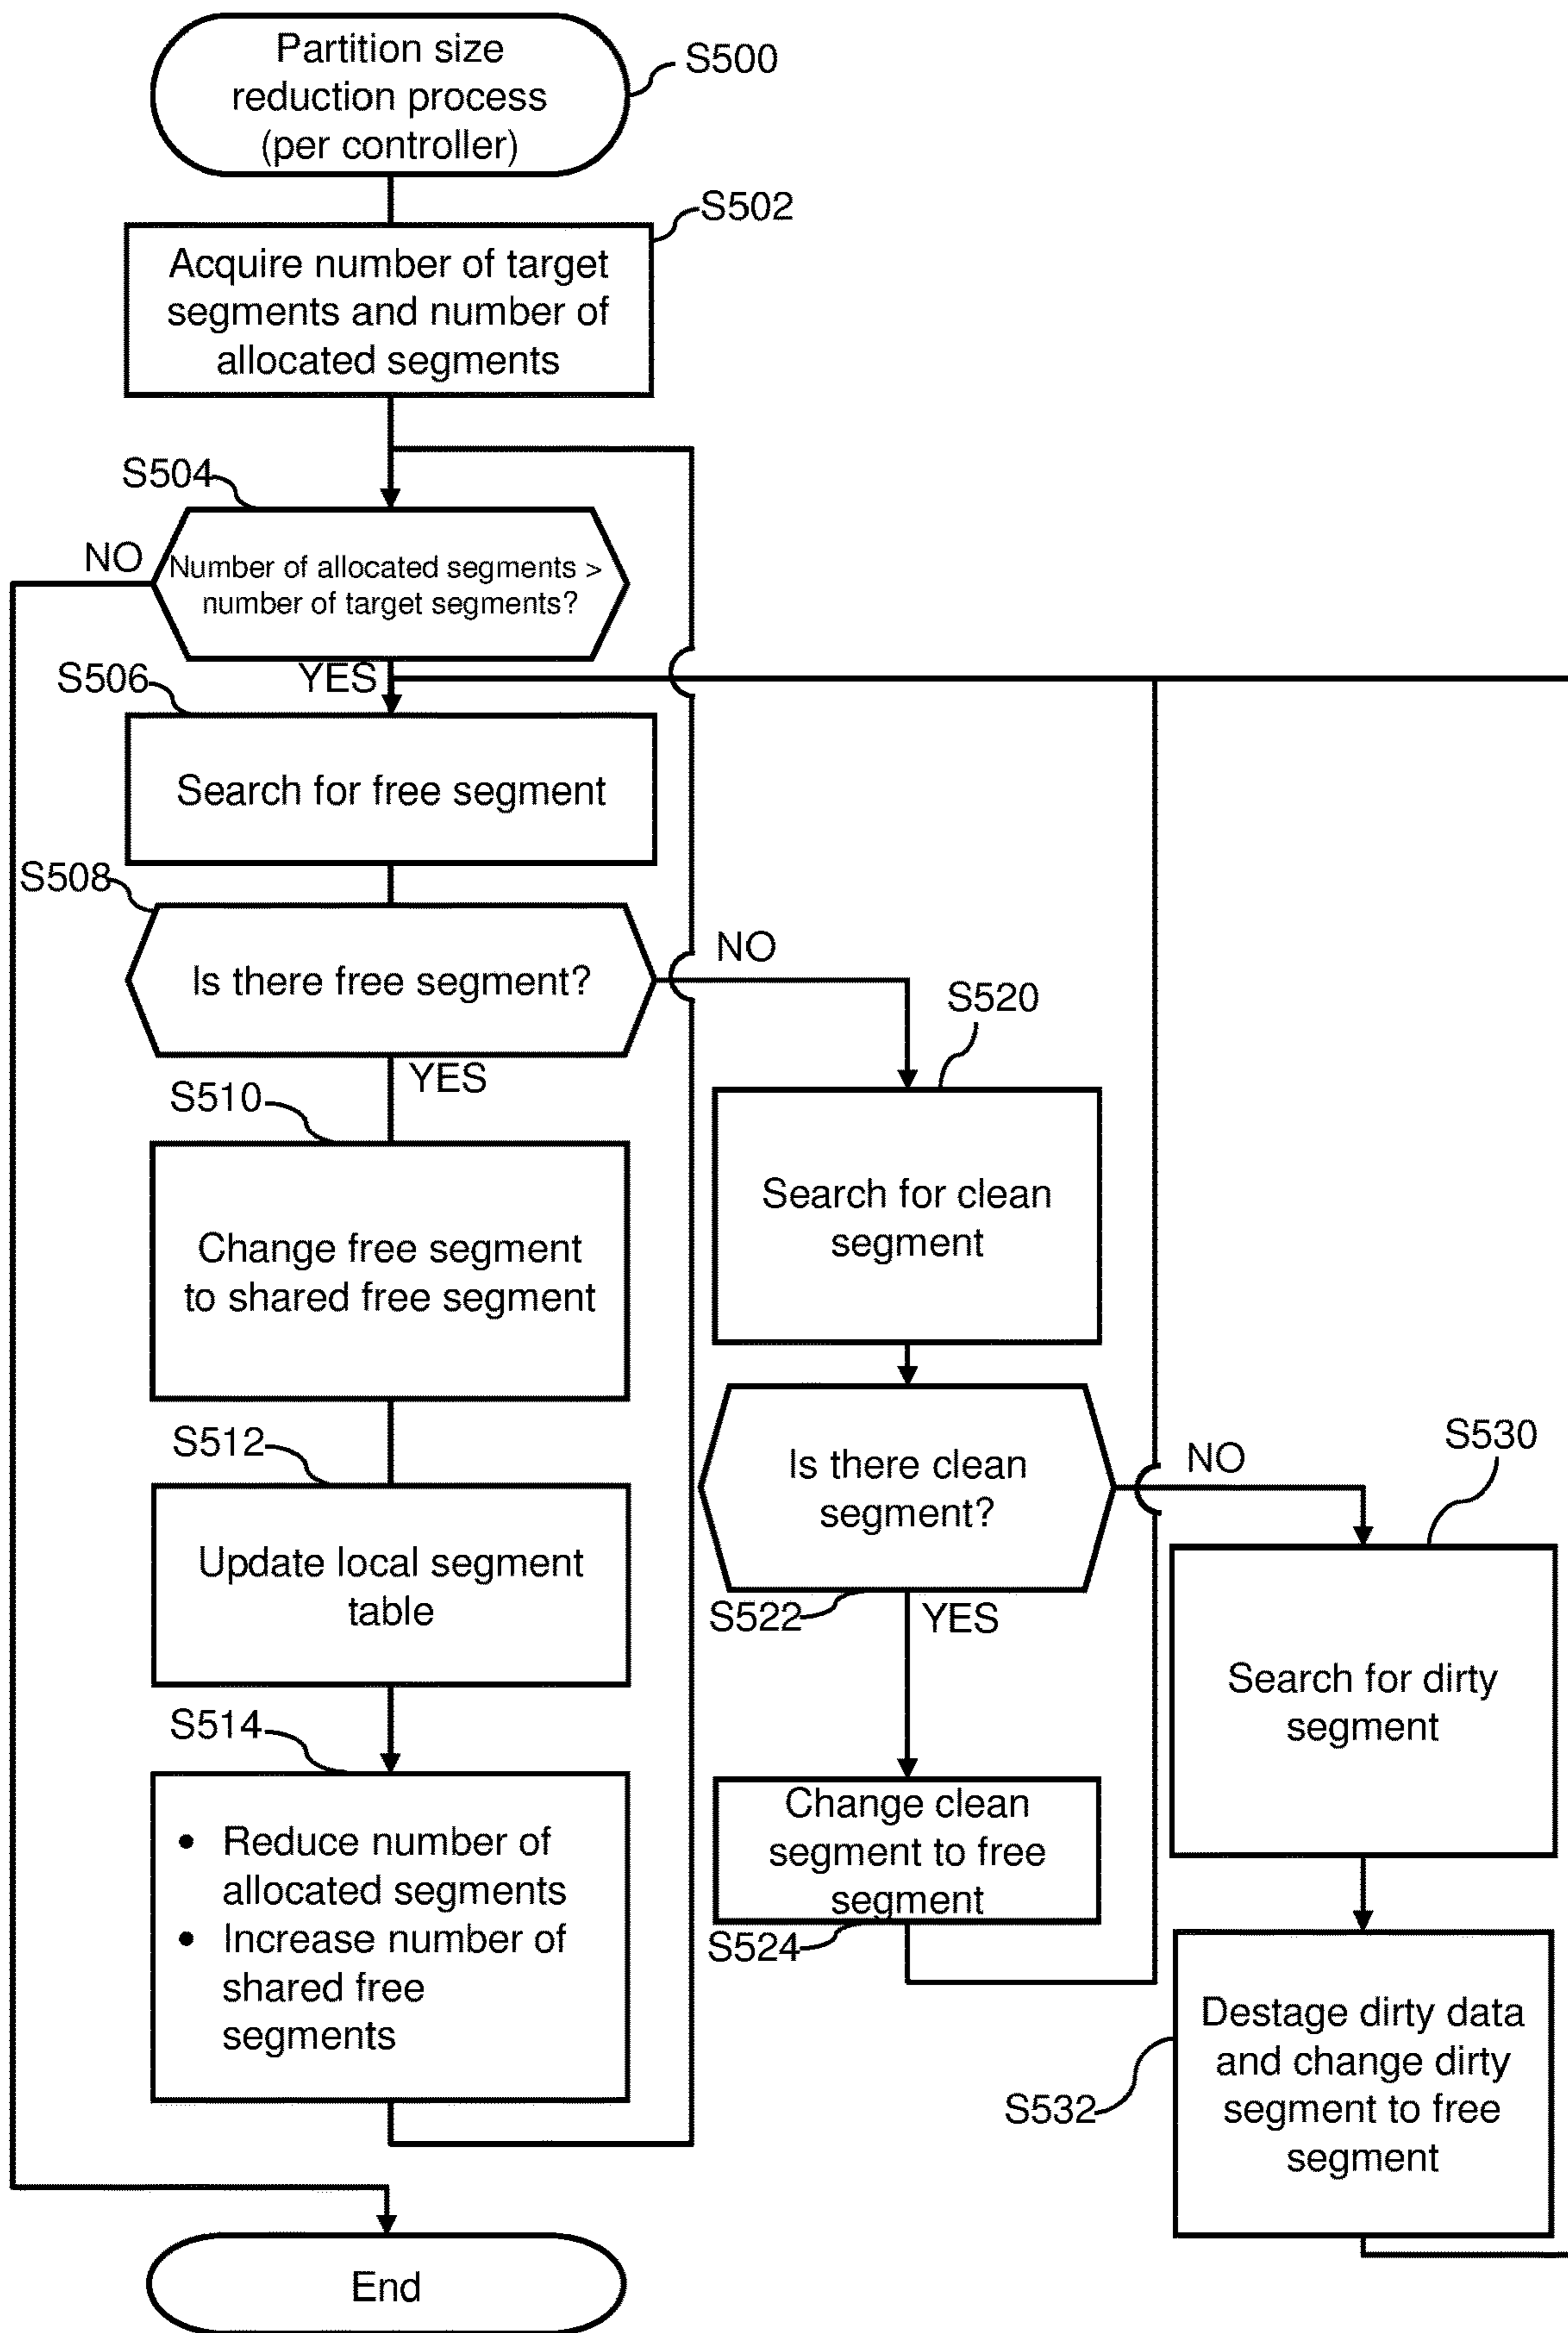 Partition size
reduction process
(per controller)
S500
S502
Acquire number of target
segments and number of
allocated segments
S504
NO
Number of allocated segments >
number of target segments?
YES
S506
Search for free segment
S508
Is there free segment?
NO
YES
S510
Change free segment
to shared free segment
S512
Update local segment
table
S514
• Reduce number of
allocated segments
• Increase number of
shared free
segments
End
S520
Search for clean
segment
Is there clean
segment?
NO
S522
YES
Change clean
segment to free
segment
S524
S530
Search for dirty
segment
Destage dirty data
and change dirty
segment to free
segment
S532